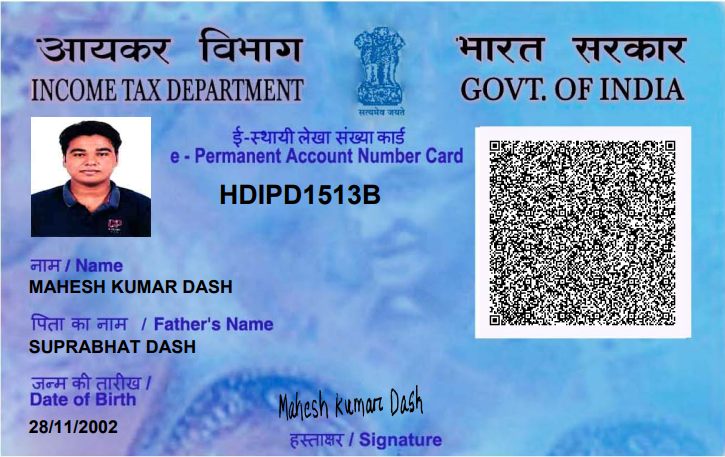 आयकर विभाग
INCOME TAX DEPARTMENT
सत्यमेव जयते
भारत सरकार
GOVT. OF INDIA
ई-स्थायी लेखा संख्या कार्ड
e - Permanent Account Number Card
HDIPD1513B
नाम / Name
MAHESH KUMAR DASH
पिता का नाम / Father's Name
SUPRABHAT DASH
जन्म की तारीख /
Date of Birth
28/11/2002
Mahesh Kumar Dash
हस्ताक्षर / Signature